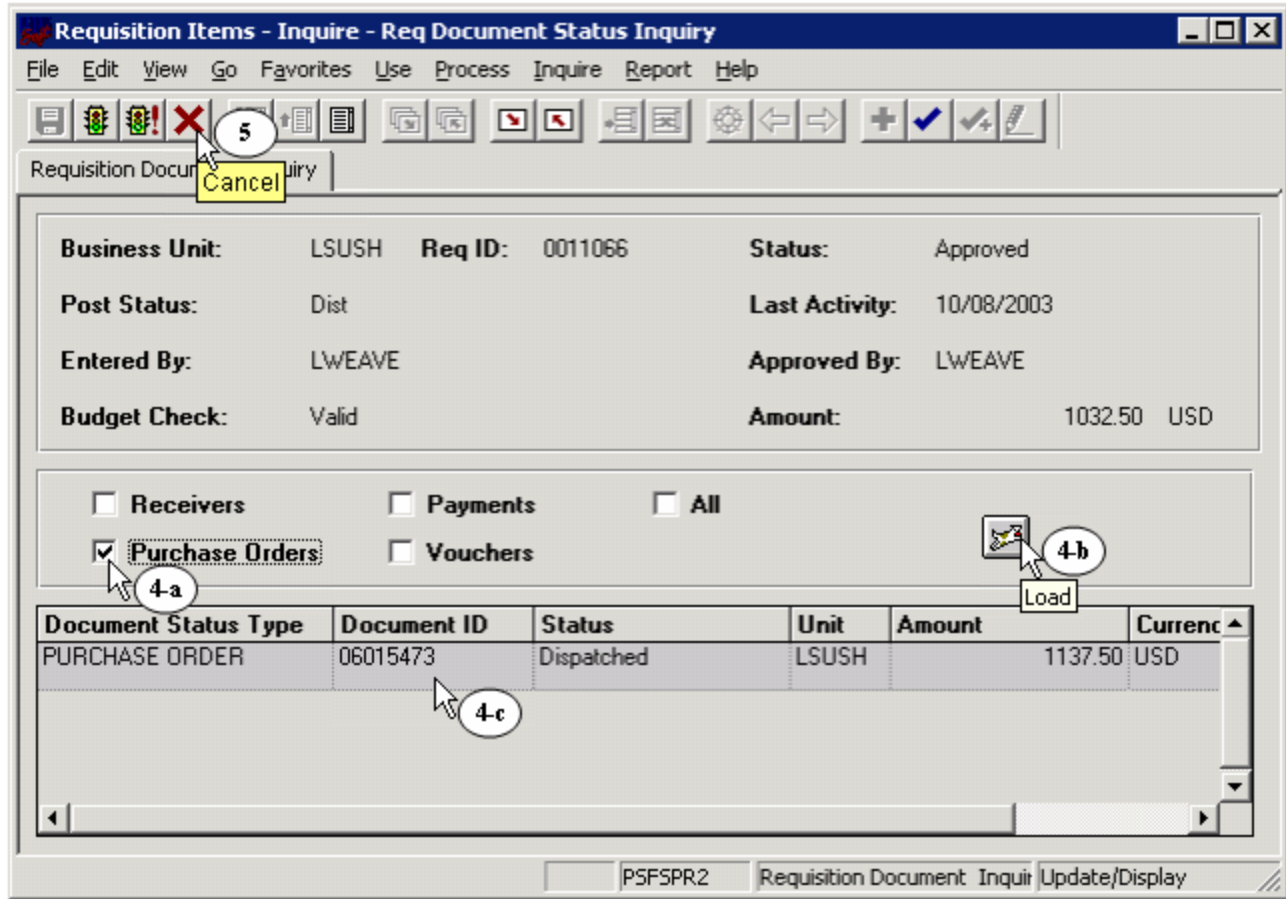 Requisition Items - Inquire - Req Document Status Inquiry
File Edit View Go Favorites Use Process Inquire Report Help
5
Requisition Docum uiry
Cancel
Business Unit: LSUSH Req ID: 0011066 Status: Approved
Post Status: Dist Last Activity: 10/08/2003
Entered By: LWEAVE Approved By: LWEAVE
Budget Check: Valid Amount: 1032.50 USD
Receivers Payments All
Purchase Orders Vouchers
4-a
4-b
Load
Document Status Type Document ID Status Unit Amount Currenc
PURCHASE ORDER 06015473 Dispatched LSUSH 1137.50 USD
4-c
PSFSPR2 Requisition Document Inquir Update/Display